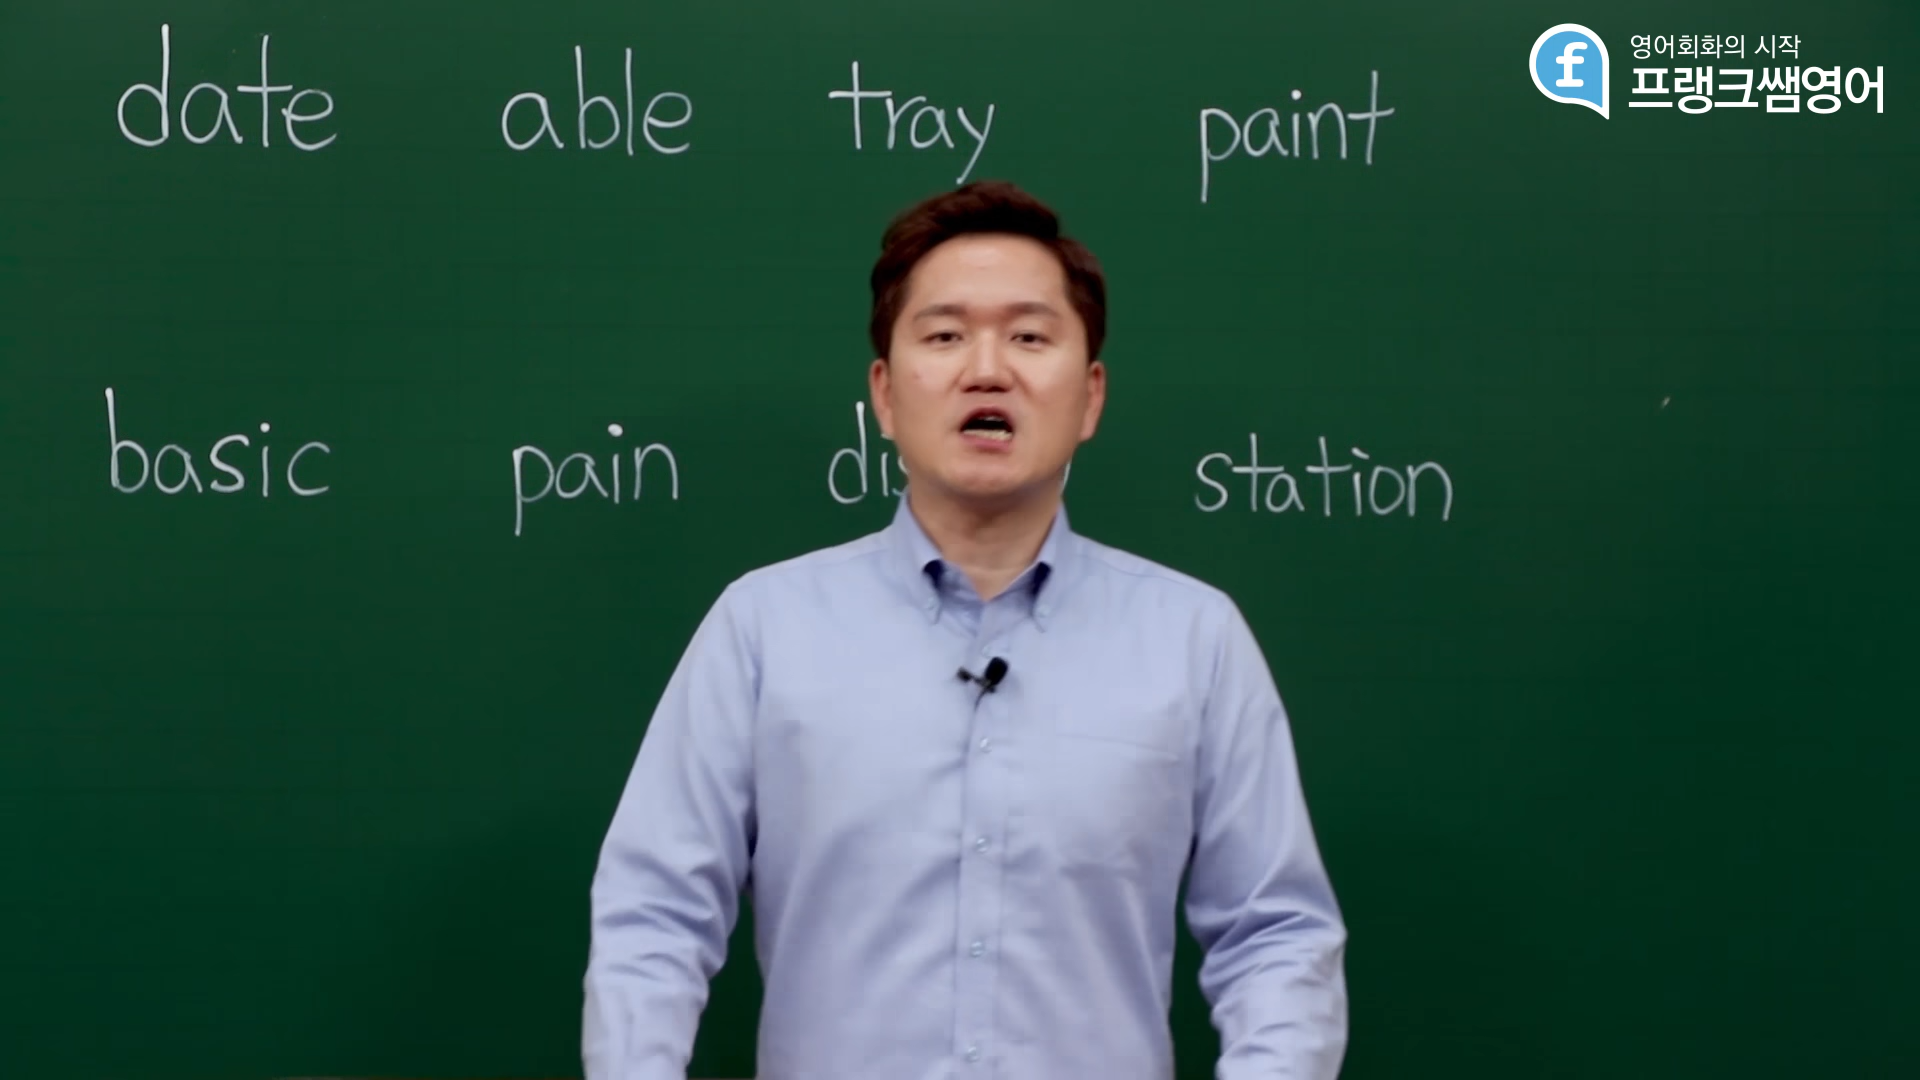 date able tray paint
영어회화의 시작
프랭크쌤영어
basic pain station